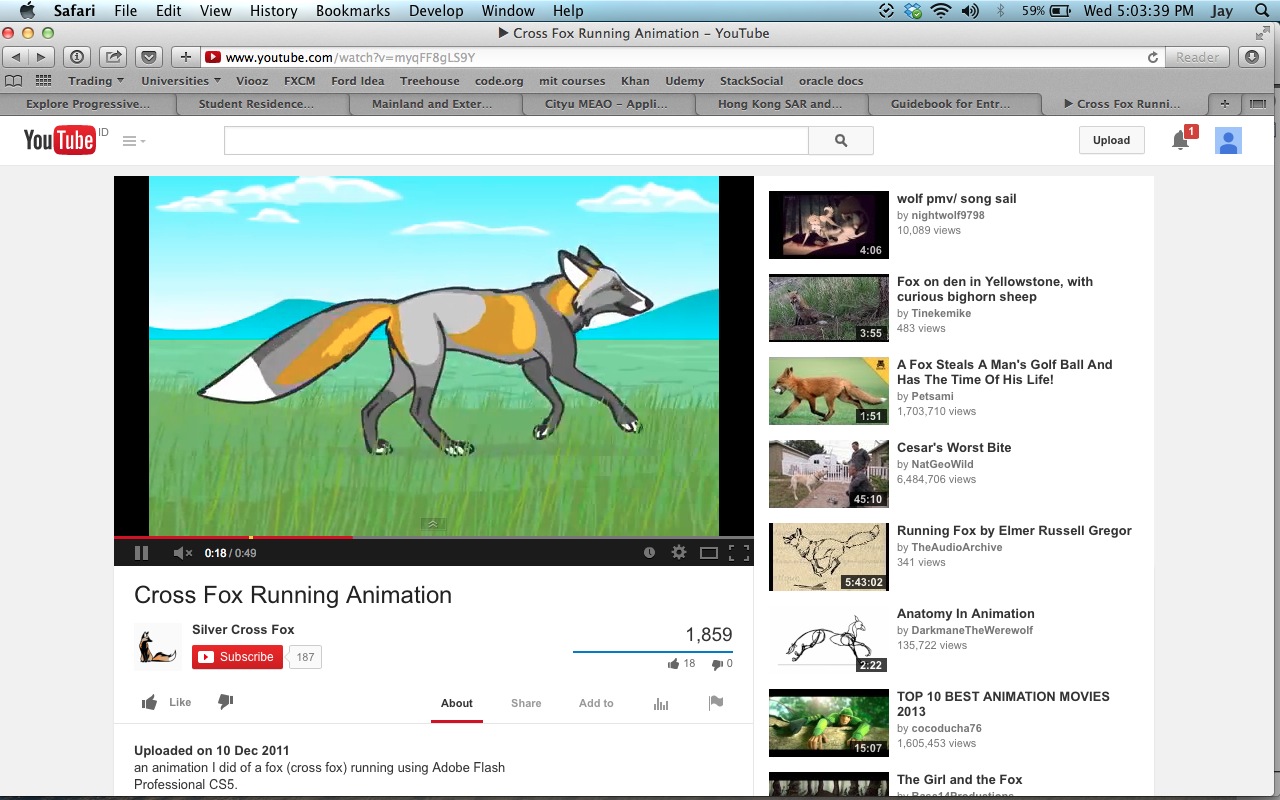 Safari File Edit View History Bookmarks Develop Window Help 59% Wed 5:03:39 PM Jay
▶ Cross Fox Running Animation – YouTube
www.youtube.com/watch?v=myqFF8gLS9Y Reader
Trading Universities Viooz FXCM Ford Idea Treehouse Code.org mit courses Khan Udemy StackSocial oracle docs
Explore Progressive... Student Residence... Mainland and Exter... Cityu MEAO – Appli... Hong Kong SAR and... Guidebook for Entr... ▶ Cross Fox Runni...
YouTube ID Upload 1
0:18 / 0:49
Cross Fox Running Animation
Silver Cross Fox
Subscribe 187
1,859
18 0
Like About Share Add to
Uploaded on 10 Dec 2011
an animation I did of a fox (cross fox) running using Adobe Flash
Professional CS5.
wolf pmv/ song sail
by nightwolf9798
10,089 views
4:06
Fox on den in Yellowstone, with
curious bighorn sheep
by Tinekemike
483 views
3:55
A Fox Steals A Man's Golf Ball And
Has The Time Of His Life!
by Petsami
1,703,710 views
1:51
Cesar's Worst Bite
by NatGeoWild
6,484,706 views
45:10
Running Fox by Elmer Russell Gregor
by TheAudioArchive
341 views
5:43:02
Anatomy In Animation
by DarkmaneTheWerewolf
135,722 views
2:22
TOP 10 BEST ANIMATION MOVIES
2013
by cocoducha76
1,605,453 views
15:07
The Girl and the Fox